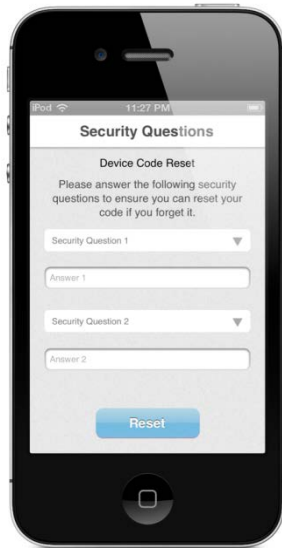 iPod 11:27 PM
Security Questions
Device Code Reset
Please answer the following security
questions to ensure you can reset your
code if you forget it.
Security Question 1
Answer 1
Security Question 2
Answer 2
Reset